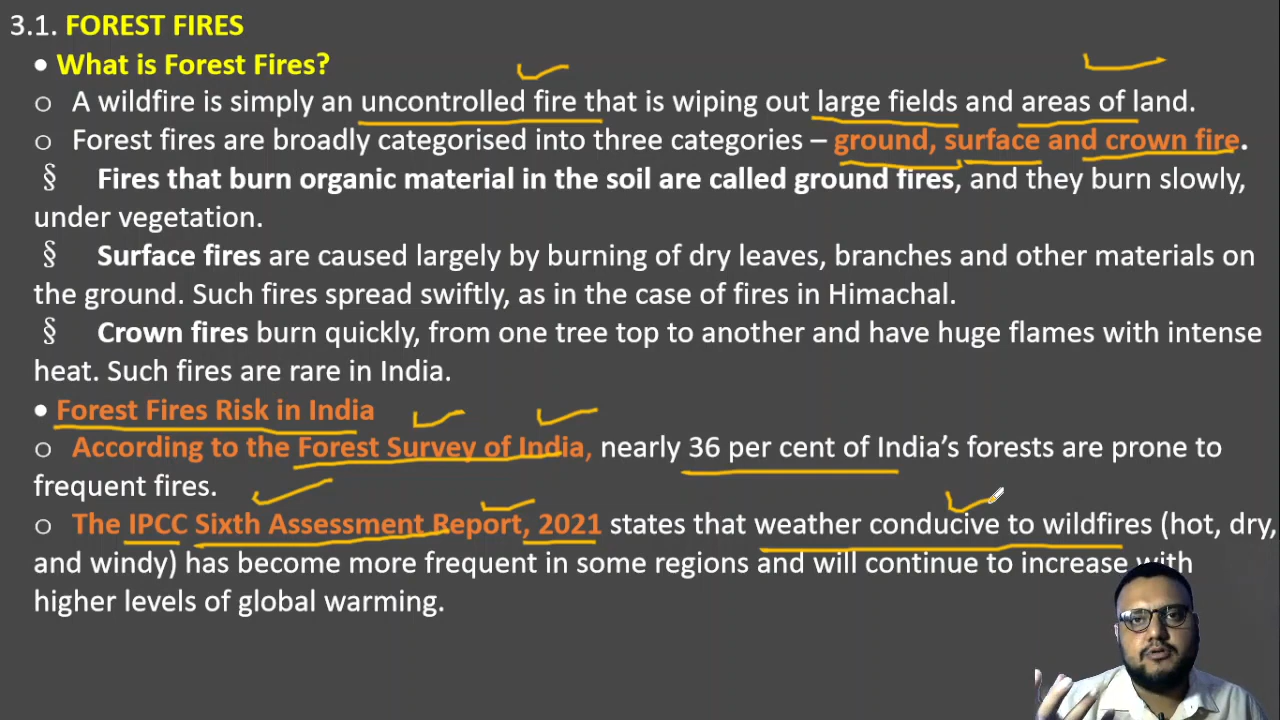 3.1. FOREST FIRES
• What is Forest Fires?
o A wildfire is simply an uncontrolled fire that is wiping out large fields and areas of land.
o Forest fires are broadly categorised into three categories – ground, surface and crown fire.
§ Fires that burn organic material in the soil are called ground fires, and they burn slowly,
under vegetation.
§ Surface fires are caused largely by burning of dry leaves, branches and other materials on
the ground. Such fires spread swiftly, as in the case of fires in Himachal.
§ Crown fires burn quickly, from one tree top to another and have huge flames with intense
heat. Such fires are rare in India.
• Forest Fires Risk in India
o According to the Forest Survey of India, nearly 36 per cent of India’s forests are prone to
frequent fires.
o The IPCC Sixth Assessment Report, 2021 states that weather conducive to wildfires (hot, dry,
and windy) has become more frequent in some regions and will continue to increase with
higher levels of global warming.